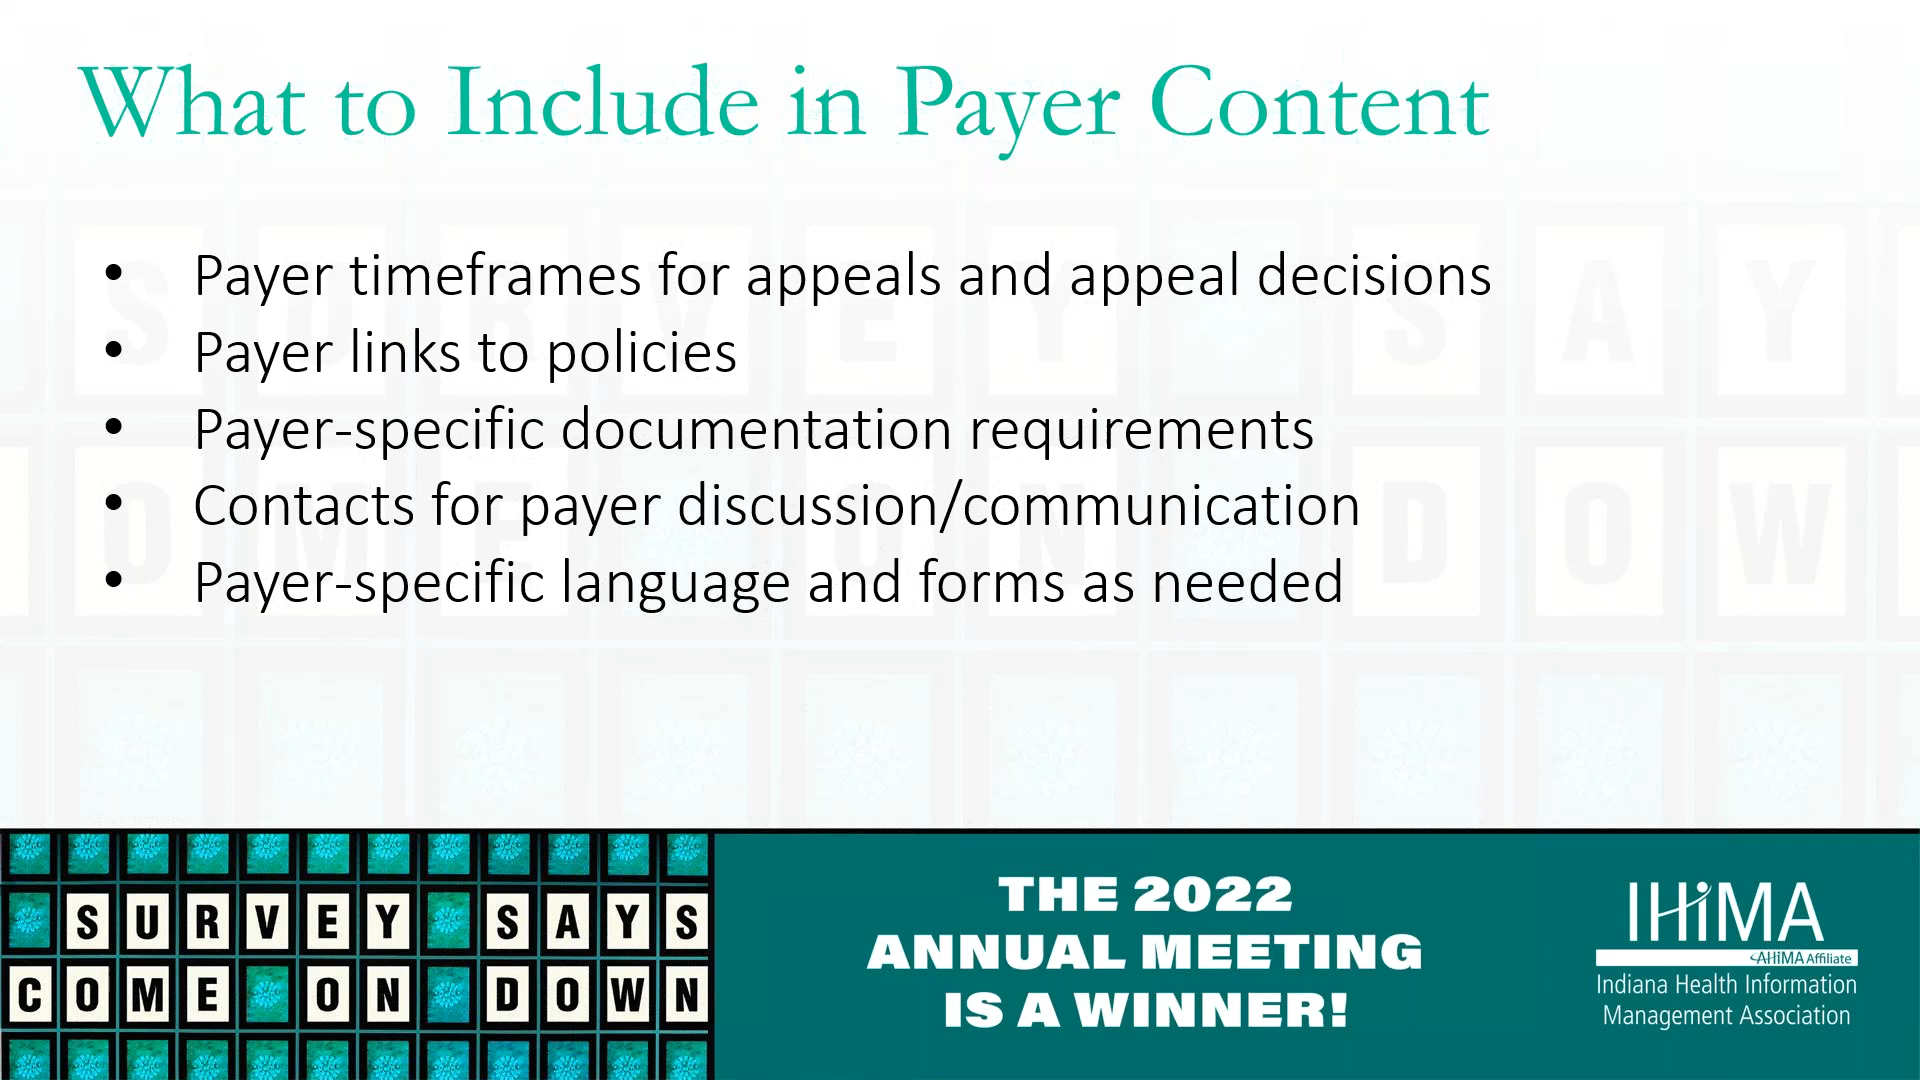 What to Include in Payer Content
• Payer timeframes for appeals and appeal decisions
• Payer links to policies
• Payer-specific documentation requirements
• Contacts for payer discussion/communication
• Payer-specific language and forms as needed
SURVEY SAYS
COME ON DOWN
THE 2022
ANNUAL MEETING
IS A WINNER!
IHiMA
AHiMA Affiliate
Indiana Health Information
Management Association